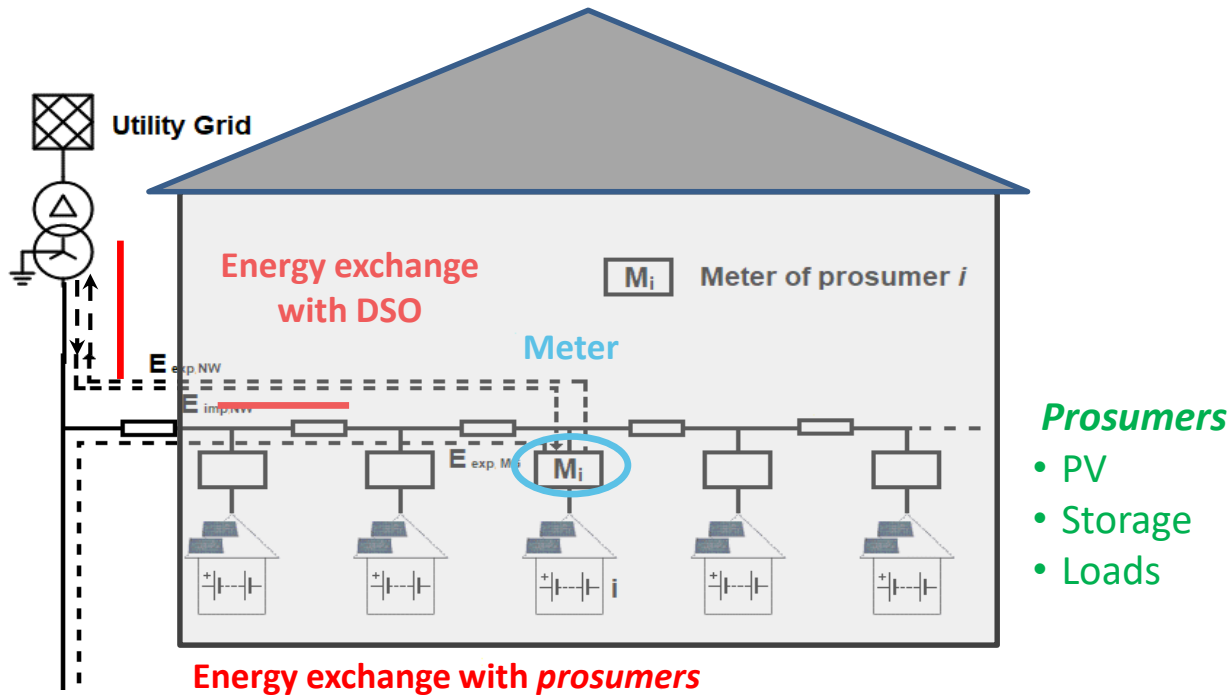 Utility Grid
Energy exchange
with DSO
Mi Meter of prosumer i
Meter
E exp,NW
E imp,NW
E exp, MG
Mi
+ + + + +
i
Prosumers
• PV
• Storage
• Loads
Energy exchange with prosumers